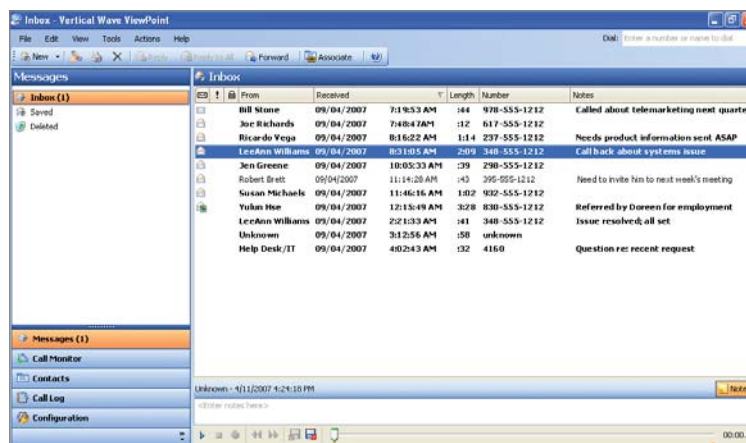 Inbox - Vertical Wave ViewPoint
File Edit View Tools Actions Help
Dial: Enter a number or name to dial
New Reply Reply to All Forward Associate
Messages
Inbox
Inbox (1)
Saved
Deleted
From Received Length Number Notes
Bill Stone 09/04/2007 7:19:53 AM :44 978-555-1212 Called about telemarketing next quarte
Joe Richards 09/04/2007 7:48:47AM :12 617-555-1212
Ricardo Vega 09/04/2007 8:16:22 AM 1:14 237-555-1212 Needs product information sent ASAP
LeeAnn Williams 09/04/2007 8:31:05 AM 2:09 348-555-1212 Call back about systems issue
Jen Greene 09/04/2007 10:05:33 AM :39 298-555-1212
Robert Brett 09/04/2007 11:14:28 AM :43 395-555-1212 Need to invite him to next week's meeting
Susan Michaels 09/04/2007 11:46:16 AM 1:02 932-555-1212
Yulun Hse 09/04/2007 12:15:49 AM 3:28 830-555-1212 Referred by Doreen for employment
LeeAnn Williams 09/04/2007 2:21:33 AM :41 348-555-1212 Issue resolved; all set
Unknown 09/04/2007 3:12:56 AM :58 unknown
Help Desk/IT 09/04/2007 4:02:43 AM :32 4160 Question re: recent request
Messages (1)
Call Monitor
Contacts
Call Log
Configuration
Unknown - 4/11/2007 4:24:18 PM
Note
<Enter notes here>
00:00.